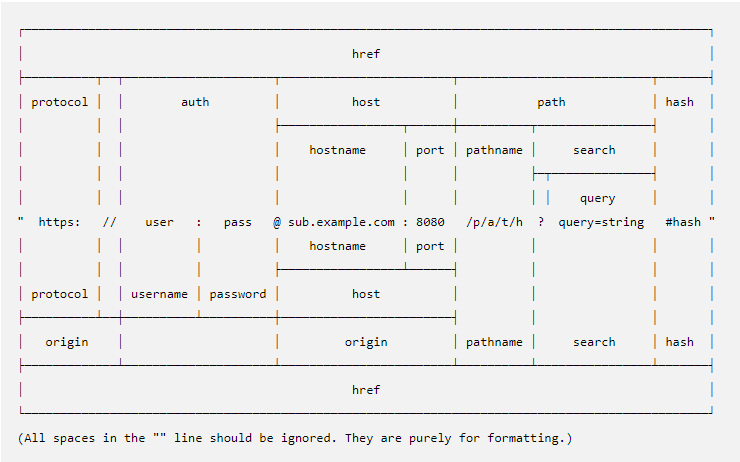 href
protocol auth host path hash
hostname port pathname search
query
" https: // user : pass @ sub.example.com : 8080 /p/a/t/h ? query=string #hash "
hostname port
protocol username password host
origin origin pathname search hash
href
(All spaces in the "" line should be ignored. They are purely for formatting.)